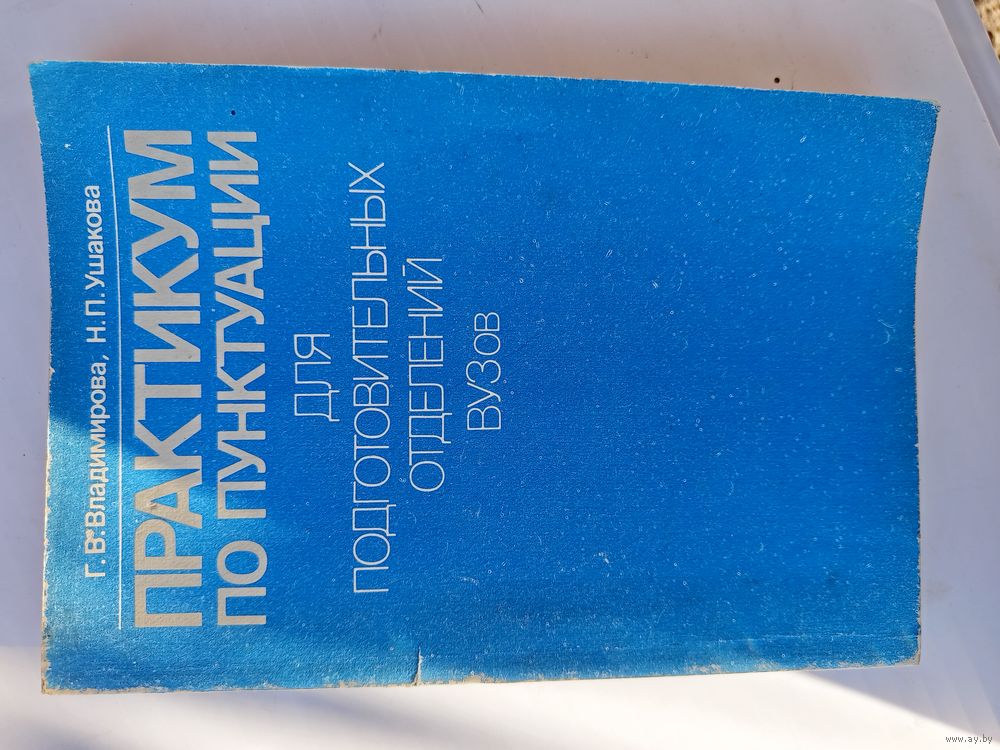 Г. В. Владимирова, Н. П. Ушакова
ПРАКТИКУМ
ПО ПУНКТУАЦИИ
ДЛЯ
ПОДГОТОВИТЕЛЬНЫХ
ОТДЕЛЕНИЙ
ВУЗов
www.ay.by